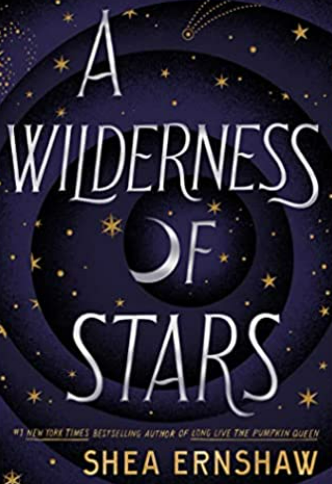 A
WILDERNESS
OF
STARS
#1 NEW YORK TIMES BESTSELLING AUTHOR OF LONG LIVE THE PUMPKIN QUEEN
SHEA ERNSHAW